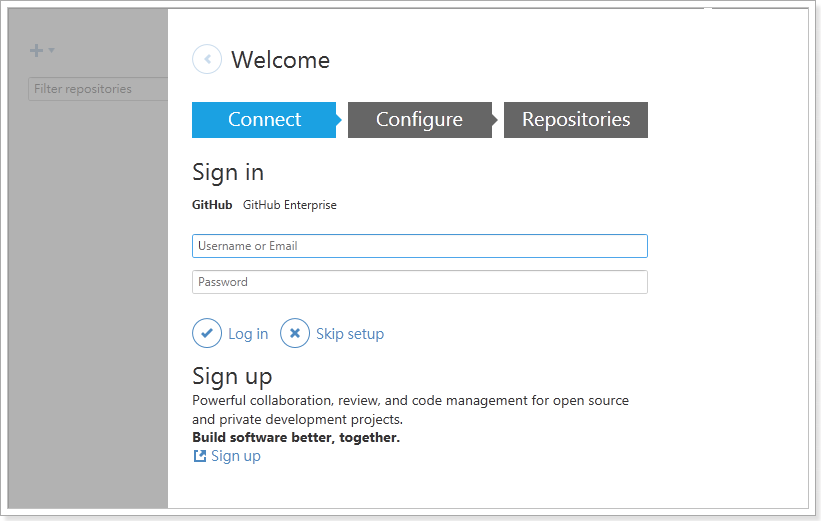 Filter repositories
Welcome
Connect Configure Repositories
Sign in
GitHub GitHub Enterprise
Username or Email
Password
Log in Skip setup
Sign up
Powerful collaboration, review, and code management for open source
and private development projects.
Build software better, together.
Sign up